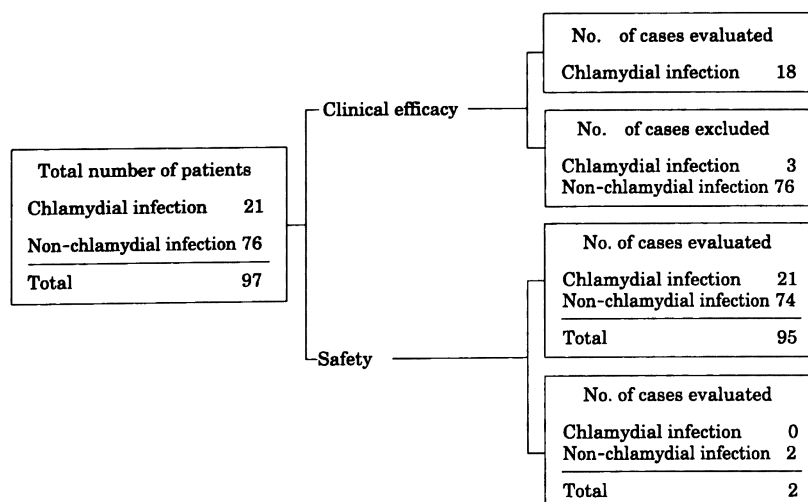 Total number of patients
Chlamydial infection 21
Non-chlamydial infection 76
Total 97
Clinical efficacy
No. of cases evaluated
Chlamydial infection 18
No. of cases excluded
Chlamydial infection 3
Non-chlamydial infection 76
Safety
No. of cases evaluated
Chlamydial infection 21
Non-chlamydial infection 74
Total 95
No. of cases evaluated
Chlamydial infection 0
Non-chlamydial infection 2
Total 2